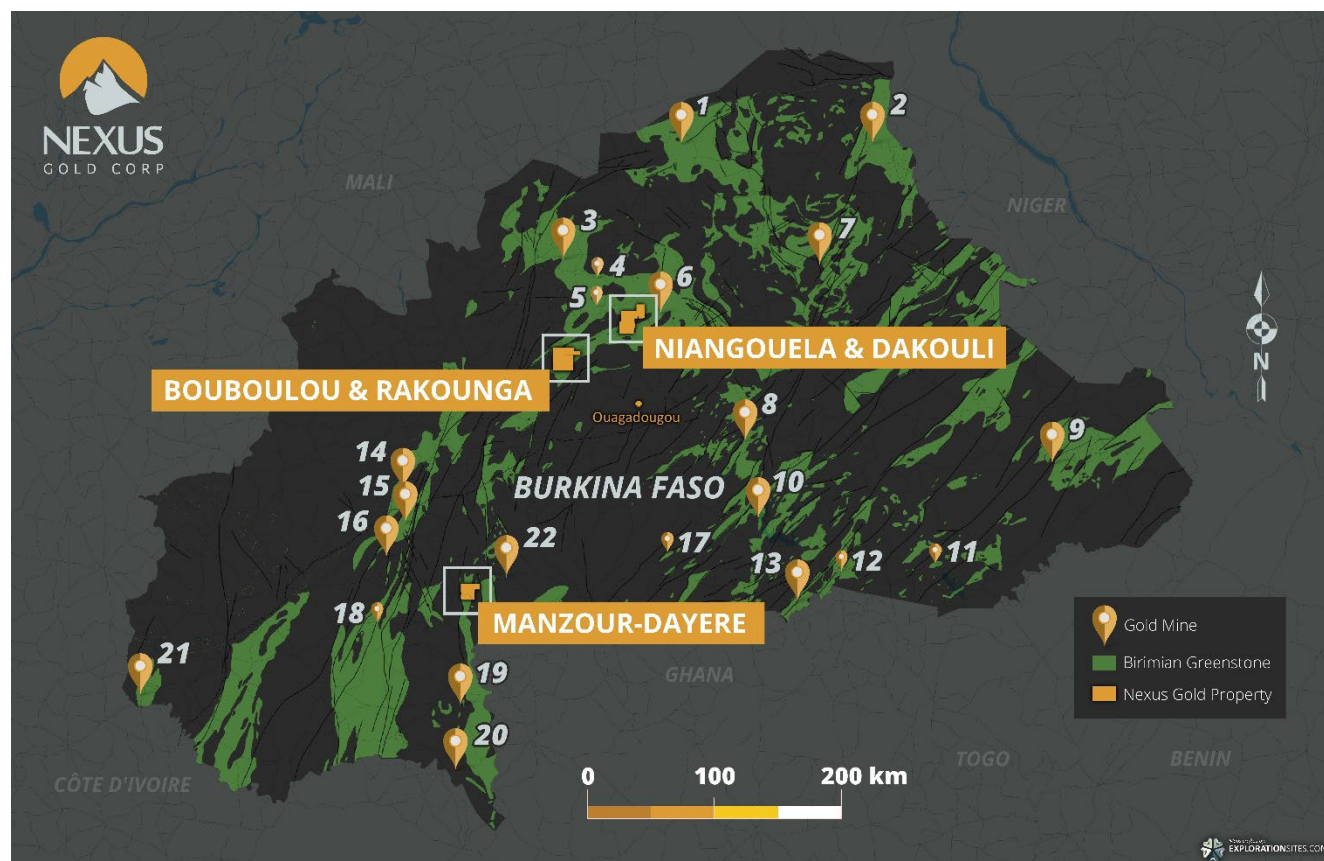 NEXUS
GOLD CORP
MALI
NIGER
1
2
3
4
5
6
7
NIANGOUELA & DAKOULI
BOUBOULOU & RAKOUNGA
Ouagadougou
8
9
N
14
15
16
BURKINA FASO
10
22
17
13
12
11
18
MANZOUR-DAYERE
21
19
20
GHANA
Gold Mine
Birimian Greenstone
Nexus Gold Property
CÔTE D'IVOIRE
TOGO
BENIN
0 100 200 km
EXPLORATIONSITES.COM